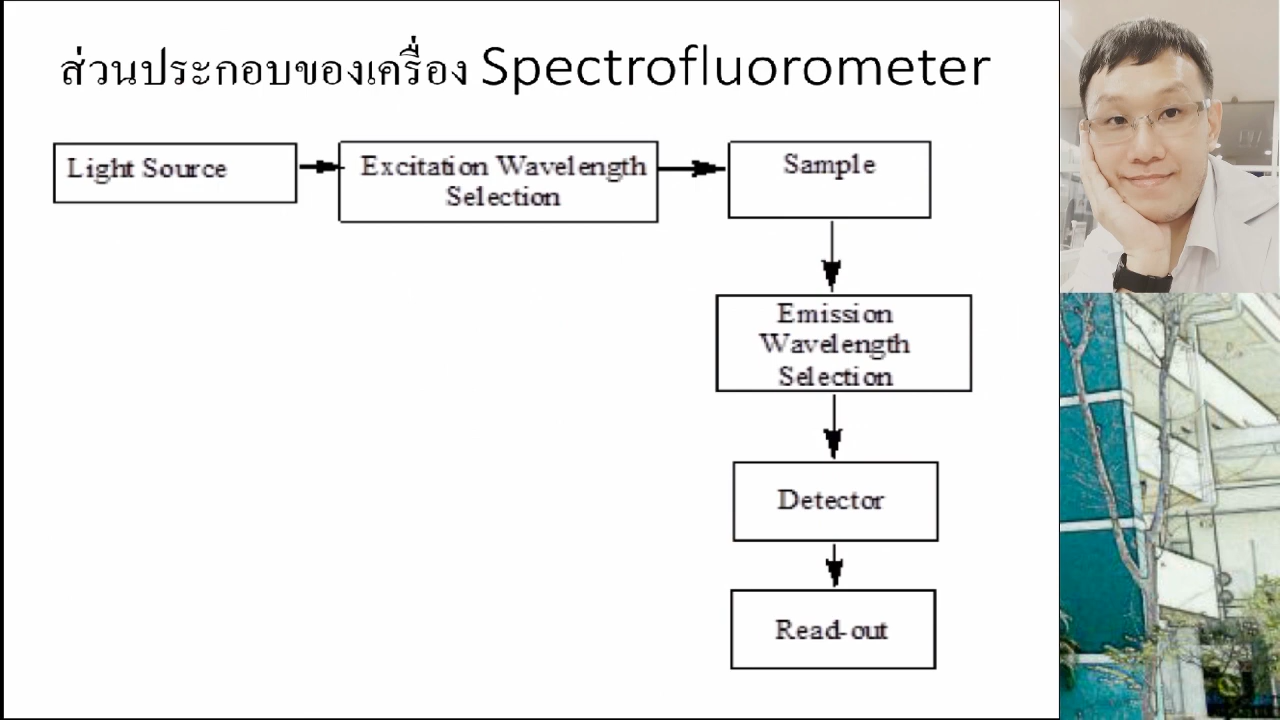 ส่วนประกอบของเครื่อง Spectrofluorometer
Light Source
Excitation Wavelength
Selection
Sample
Emission
Wavelength
Selection
Detector
Read-out